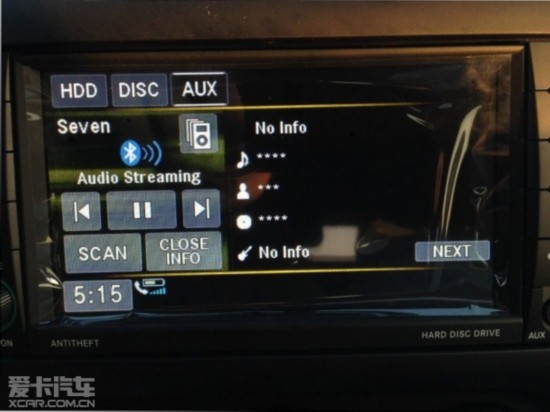 HDD DISC AUX
Seven
Audio Streaming
SCAN
CLOSE
INFO
5:15
No Info
****
***
****
No Info
NEXT
ANTITHEFT
HARD DISC DRIVE
AUX
爱卡汽车
XCAR.COM.CN